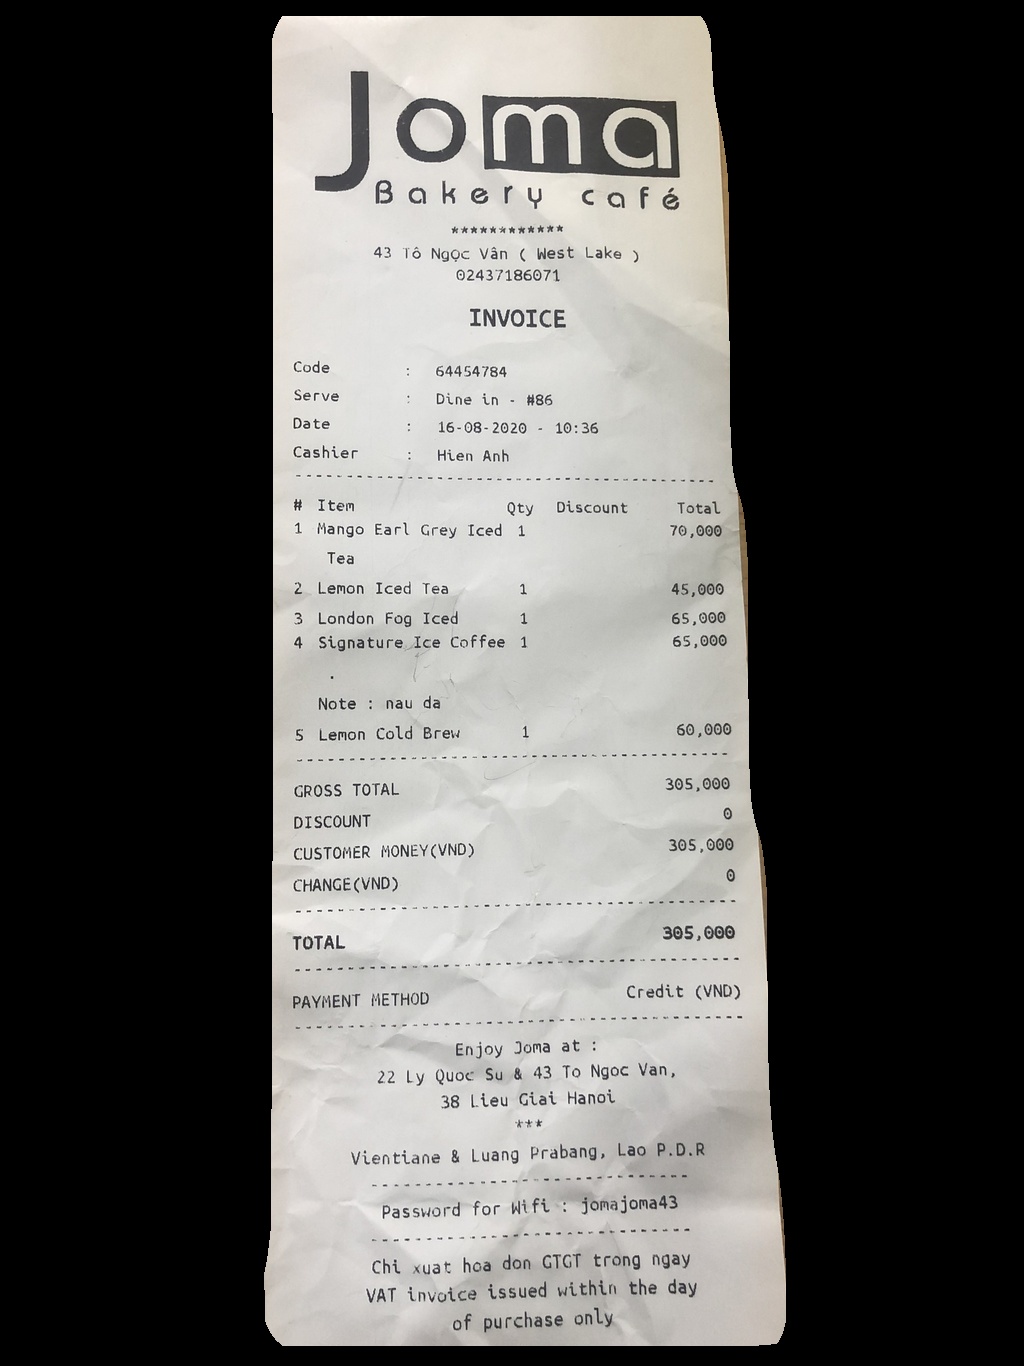 Joma
Bakery café
************
43 Tô Ngọc Vân ( West Lake )
02437186071
INVOICE
Code : 64454784
Serve : Dine in - #86
Date : 16-08-2020 - 10:36
Cashier : Hien Anh
# Item Qty Discount Total
1 Mango Earl Grey Iced 1 70,000
Tea
2 Lemon Iced Tea 1 45,000
3 London Fog Iced 1 65,000
4 Signature Ice Coffee 1 65,000
.
Note : nau da
5 Lemon Cold Brew 1 60,000
GROSS TOTAL 305,000
DISCOUNT 0
CUSTOMER MONEY(VND) 305,000
CHANGE(VND) 0
TOTAL 305,000
PAYMENT METHOD Credit (VND)
Enjoy Joma at :
22 Ly Quoc Su & 43 To Ngoc Van,
38 Lieu Giai Hanoi
***
Vientiane & Luang Prabang, Lao P.D.R
Password for Wifi : jomajoma43
Chi xuat hoa don GTGT trong ngay
VAT invoice issued within the day
of purchase only